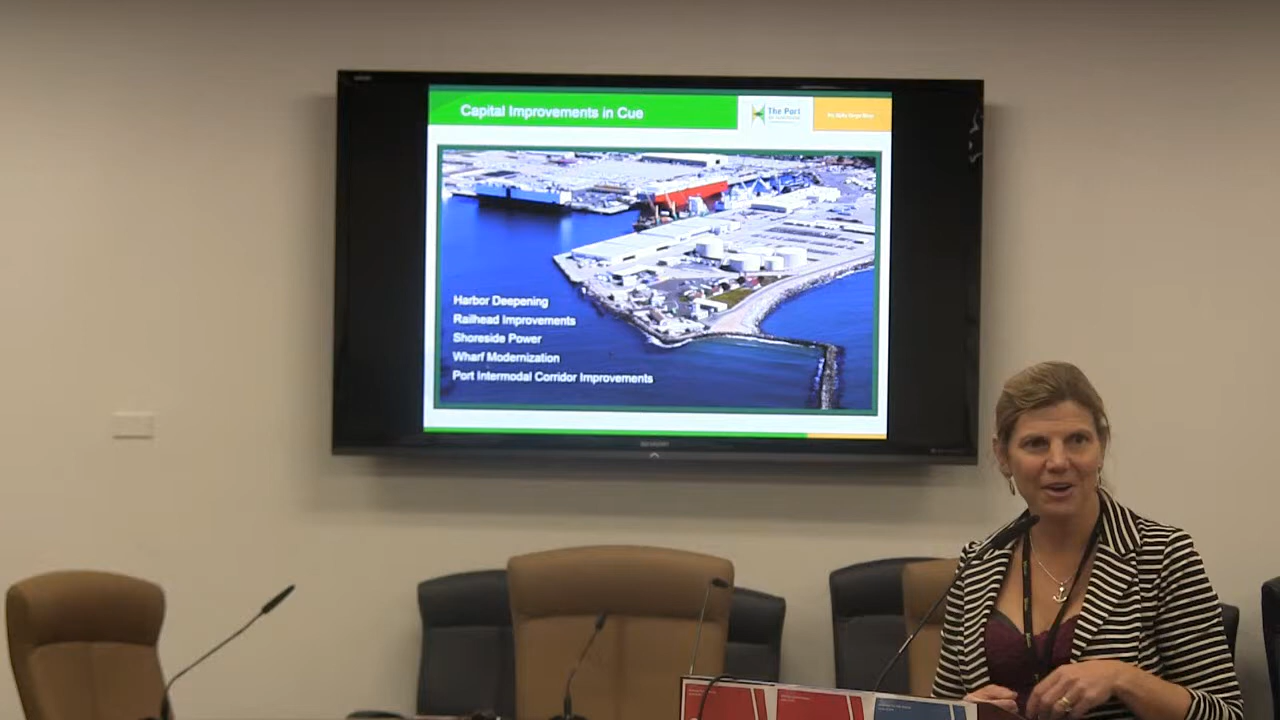 Capital Improvements in Cue
The Port
Harbor Deepening
Railhead Improvements
Shoreside Power
Wharf Modernization
Port Intermodal Corridor Improvements